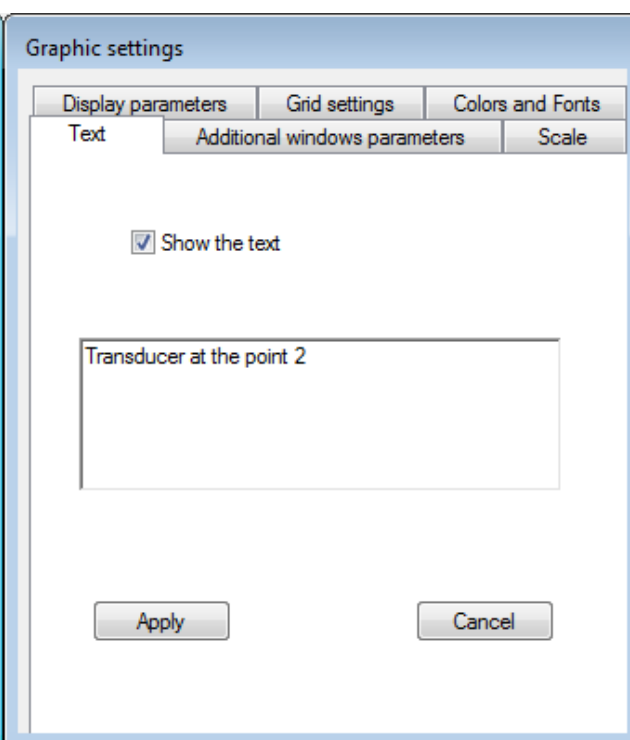 Graphic settings
Display parameters Grid settings Colors and Fonts
Text Additional windows parameters Scale
Show the text
Transducer at the point 2
Apply Cancel